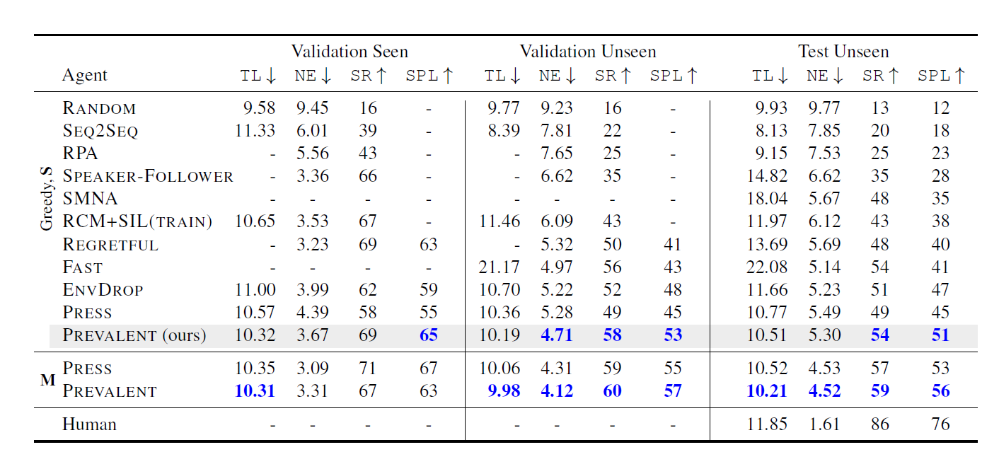 Validation Seen Validation Unseen Test Unseen
Agent TL ↓ NE ↓ SR ↑ SPL ↑ TL ↓ NE ↓ SR ↑ SPL ↑ TL ↓ NE ↓ SR ↑ SPL ↑
Greedy, S
RANDOM 9.58 9.45 16 - 9.77 9.23 16 - 9.93 9.77 13 12
SEQ2SEQ 11.33 6.01 39 - 8.39 7.81 22 - 8.13 7.85 20 18
RPA - 5.56 43 - - 7.65 25 - 9.15 7.53 25 23
SPEAKER-FOLLOWER - 3.36 66 - - 6.62 35 - 14.82 6.62 35 28
SMNA - - - - - - - - 18.04 5.67 48 35
RCM+SIL(TRAIN) 10.65 3.53 67 - 11.46 6.09 43 - 11.97 6.12 43 38
REGRETFUL - 3.23 69 63 - 5.32 50 41 13.69 5.69 48 40
FAST - - - - 21.17 4.97 56 43 22.08 5.14 54 41
ENVDROP 11.00 3.99 62 59 10.70 5.22 52 48 11.66 5.23 51 47
PRESS 10.57 4.39 58 55 10.36 5.28 49 45 10.77 5.49 49 45
PREVALENT (ours) 10.32 3.67 69 65 10.19 4.71 58 53 10.51 5.30 54 51
M
PRESS 10.35 3.09 71 67 10.06 4.31 59 55 10.52 4.53 57 53
PREVALENT 10.31 3.31 67 63 9.98 4.12 60 57 10.21 4.52 59 56
Human - - - - - - - - 11.85 1.61 86 76